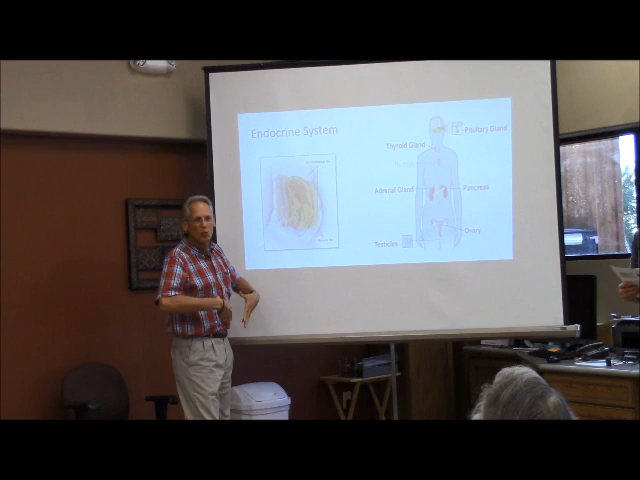 Endocrine System
Pituitary Gland
Thyroid Gland
Adrenal Gland
Pancreas
Ovary
Testicles